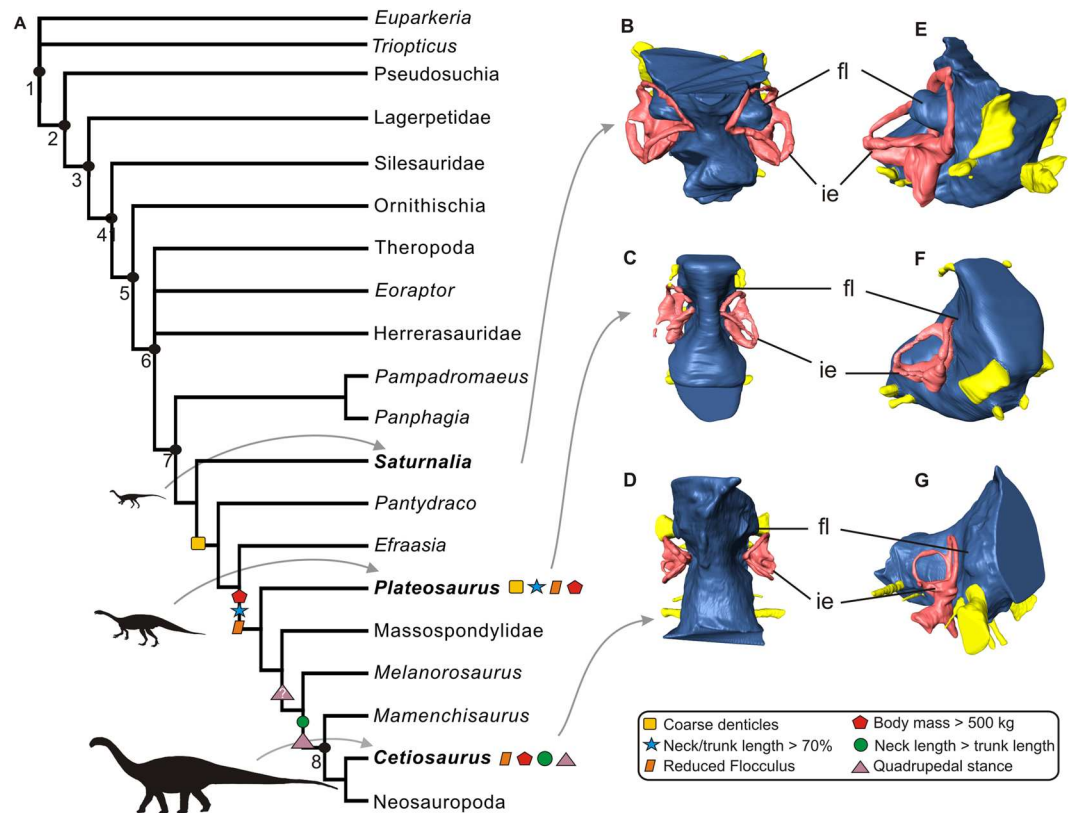 A
Euparkeria
Triopticus
Pseudosuchia
1
2
Lagerpetidae
3
Silesauridae
41
Ornithischia
5
Theropoda
Eoraptor
Herrerasauridae
6
Pampadromaeus
Panphagia
7
Saturnalia
Pantydraco
Efraasia
Plateosaurus
Massospondylidae
?
Melanorosaurus
Mamenchisaurus
8
Cetiosaurus
Neosauropoda
B
E
fl
ie
C
F
fl
ie
D
G
fl
ie
Coarse denticles
Neck/trunk length > 70%
Reduced Flocculus
Body mass > 500 kg
Neck length > trunk length
Quadrupedal stance